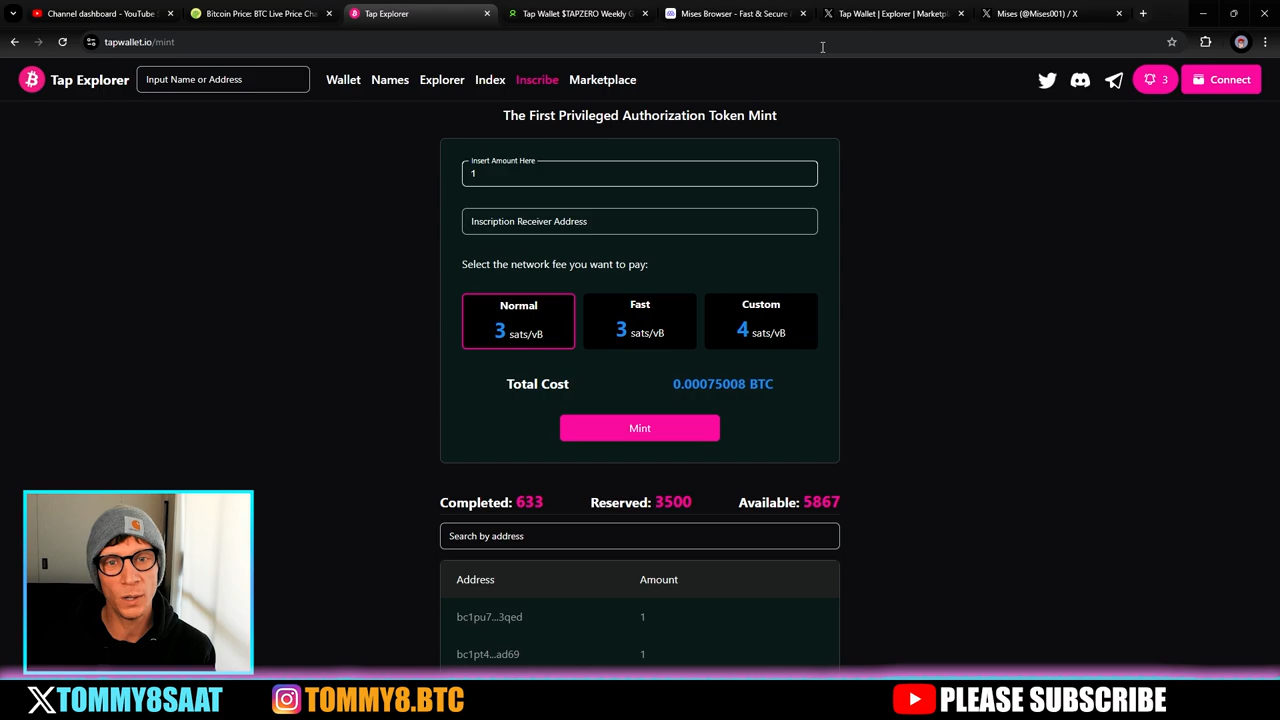 Channel dashboard - YouTube
Bitcoin Price: BTC Live Price Cha
Tap Explorer
Tap Wallet $TAPZERO Weekly G
Mises Browser - Fast & Secure
Tap Wallet | Explorer | Marketpl
Mises (@Mises001) / X
tapwallet.io/mint
Tap Explorer
Input Name or Address
Wallet
Names
Explorer
Index
Inscribe
Marketplace
3
Connect
The First Privileged Authorization Token Mint
Insert Amount Here
1
Inscription Receiver Address
Select the network fee you want to pay:
Normal
3 sats/vB
Fast
3 sats/vB
Custom
4 sats/vB
Total Cost 0.00075008 BTC
Mint
Completed: 633 Reserved: 3500 Available: 5867
Search by address
Address Amount
bc1pu7...3qed 1
bc1pt4...ad69 1
XTOMMY8SAAT
TOMMY8.BTC
PLEASE SUBSCRIBE